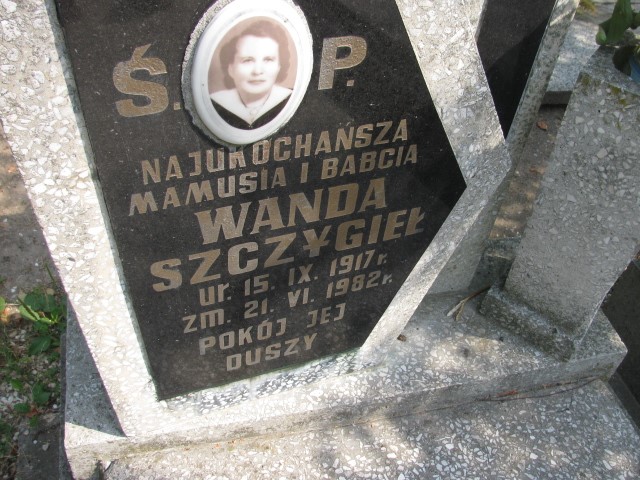 Ś. P.
NAJUKOCHAŃSZA
MAMUSIA I BABCIA
WANDA
SZCZYGIEŁ
ur. 15. IX. 1917 r.
zm. 21. VI. 1982 r.
POKÓJ JEJ
DUSZY